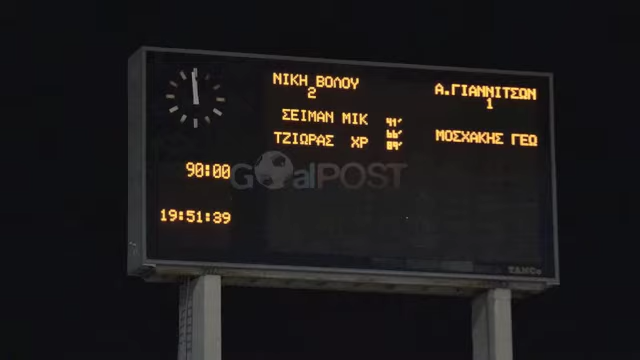 ΝΙΚΗ ΒΟΛΟΥ
2
Α.ΓΙΑΝΝΙΤΣΩΝ
1
ΣΕΙΜΑΝ ΜΙΚ 41'
66'
ΤΖΙΩΡΑΣ ΧΡ 89'
ΜΟΣΧΑΚΗΣ ΓΕΩ
90:00
GoalPOST
19:51:39